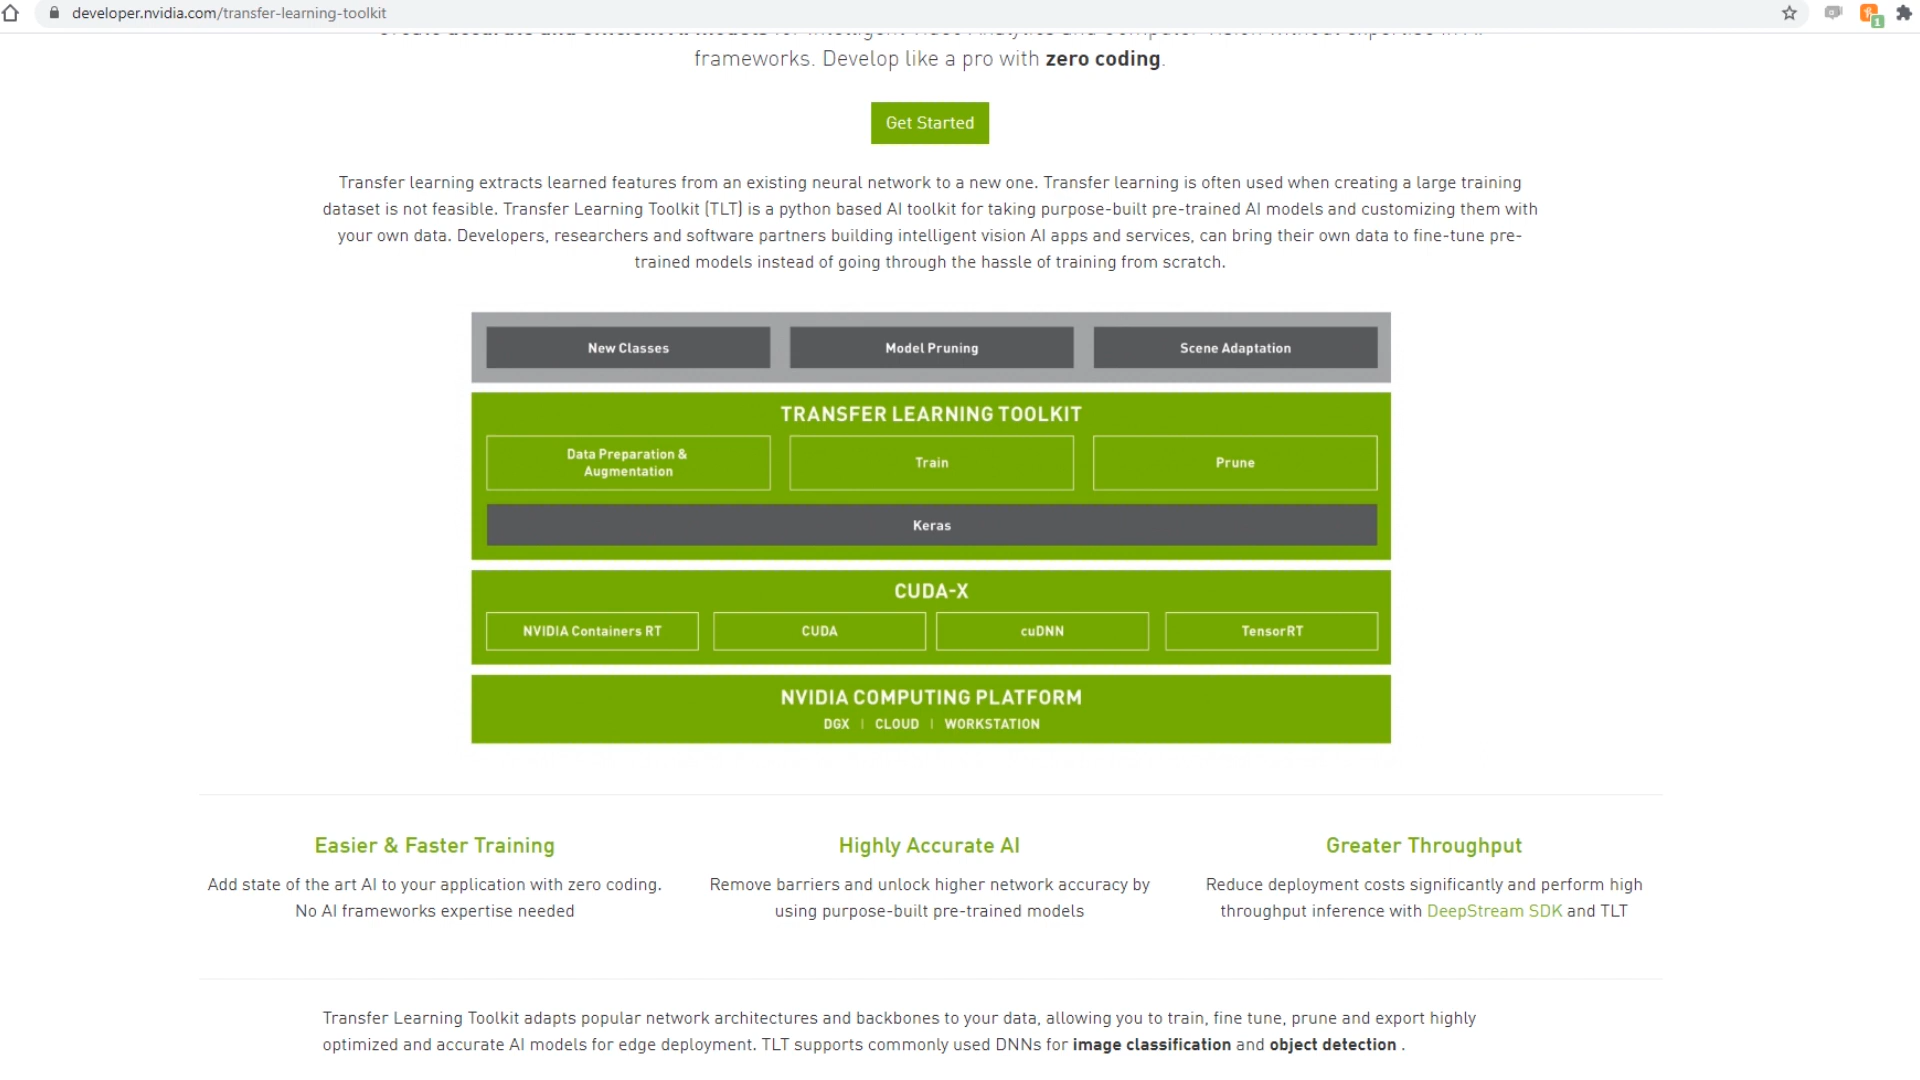 developer.nvidia.com/transfer-learning-toolkit
frameworks. Develop like a pro with zero coding.
Get Started
Transfer learning extracts learned features from an existing neural network to a new one. Transfer learning is often used when creating a large training
dataset is not feasible. Transfer Learning Toolkit (TLT) is a python based AI toolkit for taking purpose-built pre-trained AI models and customizing them with
your own data. Developers, researchers and software partners building intelligent vision AI apps and services, can bring their own data to fine-tune pre-
trained models instead of going through the hassle of training from scratch.
New Classes
Model Pruning
Scene Adaptation
TRANSFER LEARNING TOOLKIT
Data Preparation &
Augmentation
Train
Prune
Keras
CUDA-X
NVIDIA Containers RT
CUDA
cuDNN
TensorRT
NVIDIA COMPUTING PLATFORM
DGX | CLOUD | WORKSTATION
Easier & Faster Training
Add state of the art AI to your application with zero coding.
No AI frameworks expertise needed
Highly Accurate AI
Remove barriers and unlock higher network accuracy by
using purpose-built pre-trained models
Greater Throughput
Reduce deployment costs significantly and perform high
throughput inference with DeepStream SDK and TLT
Transfer Learning Toolkit adapts popular network architectures and backbones to your data, allowing you to train, fine tune, prune and export highly
optimized and accurate AI models for edge deployment. TLT supports commonly used DNNs for image classification and object detection .